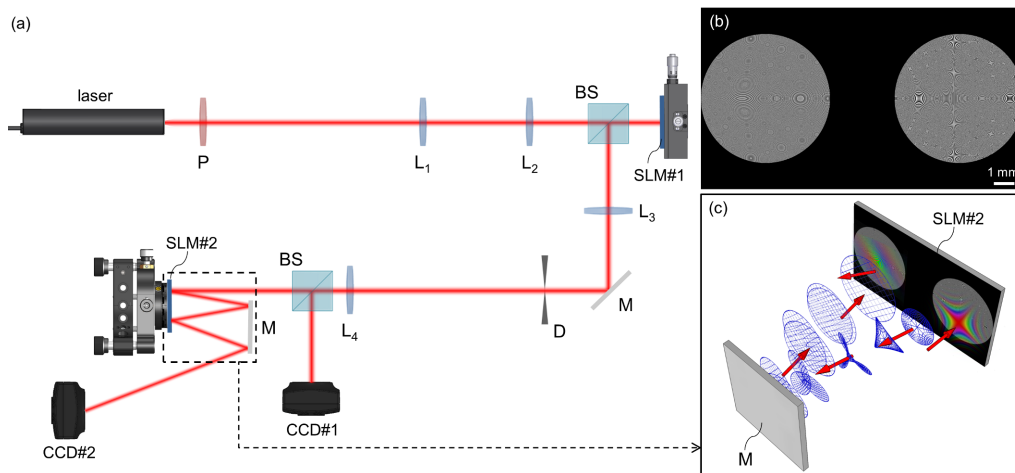 (a)
laser
P
L1
L2
BS
SLM#1
L3
SLM#2
BS
M
L4
D
M
CCD#1
CCD#2
(b)
1 mm
(c)
SLM#2
M